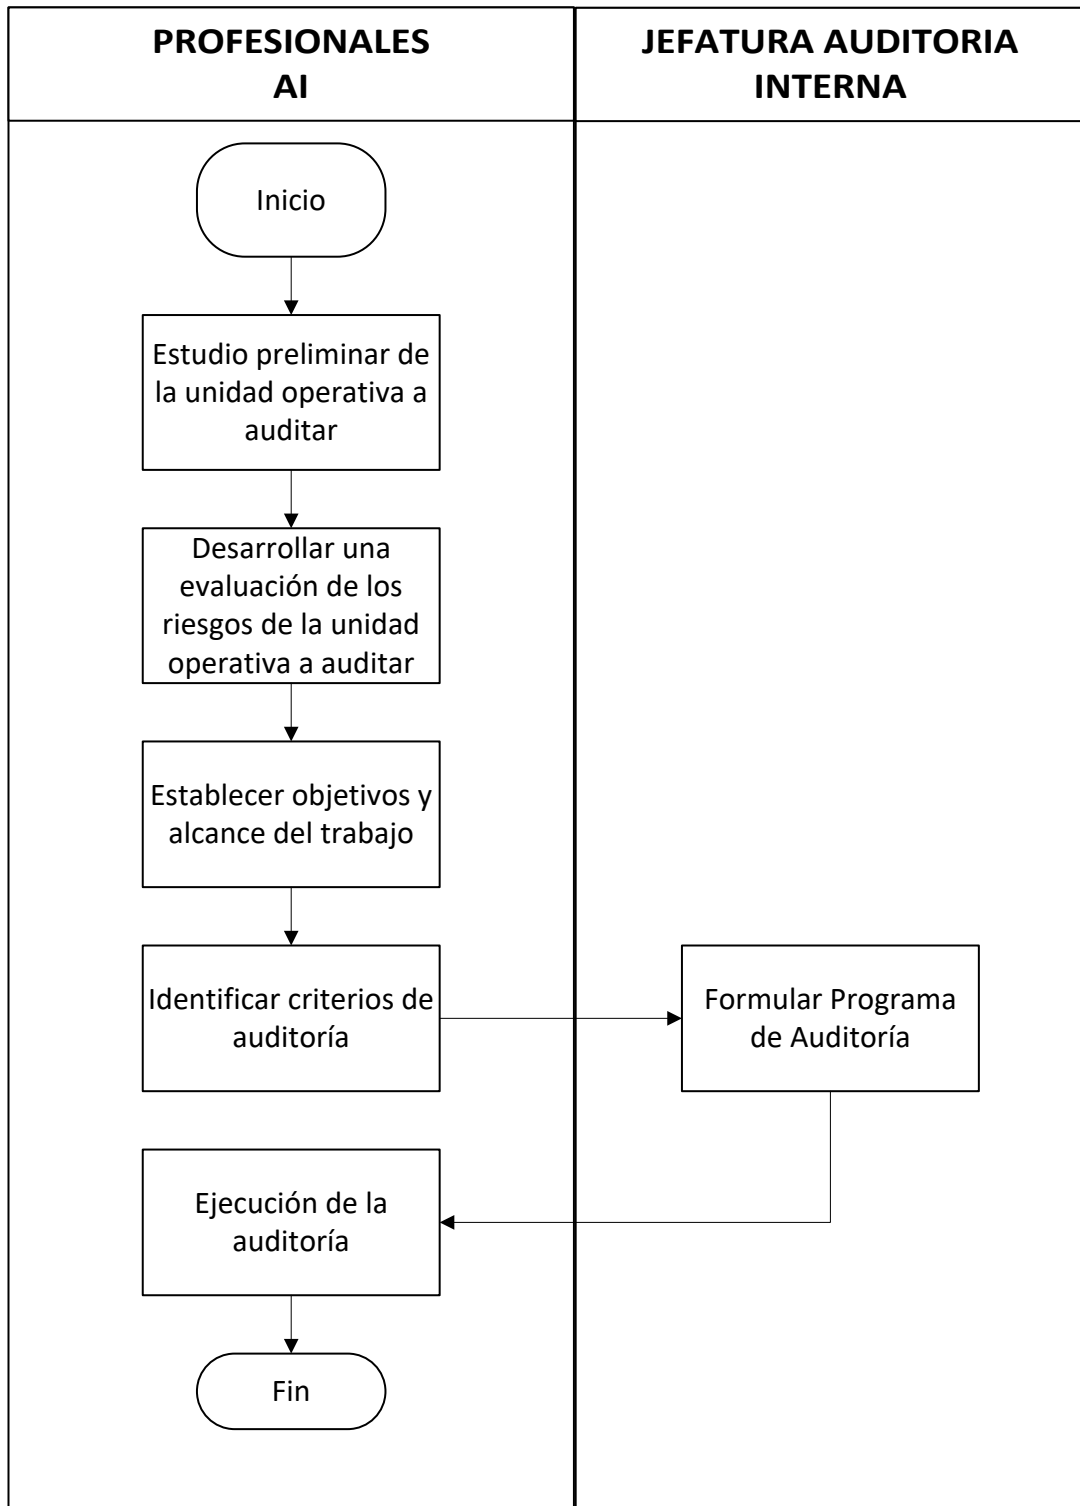 PROFESIONALES
AI
JEFATURA AUDITORIA
INTERNA
Inicio
Estudio preliminar de
la unidad operativa a
auditar
Desarrollar una
evaluación de los
riesgos de la unidad
operativa a auditar
Establecer objetivos y
alcance del trabajo
Identificar criterios de
auditoría
Formular Programa
de Auditoría
Ejecución de la
auditoría
Fin